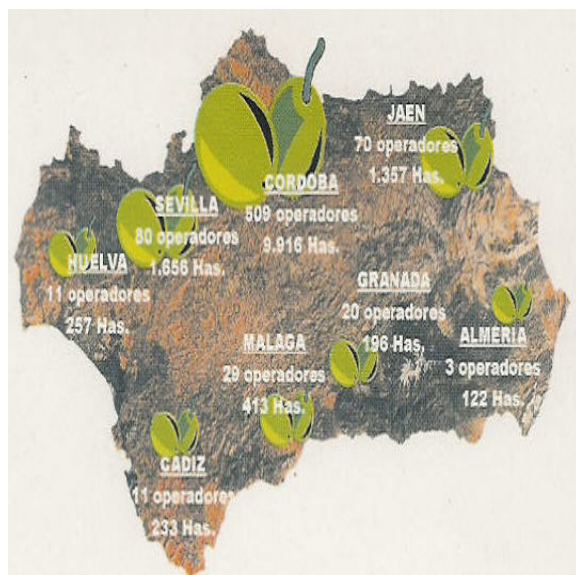 JAEN
70 operadores
1.357 Has.
CORDOBA
509 operadores
9.916 Has.
SEVILLA
80 operadores
1.656 Has.
HUELVA
11 operadores
257 Has.
GRANADA
20 operadores
196 Has.
ALMERIA
3 operadores
122 Has.
MALAGA
29 operadores
413 Has.
CADIZ
11 operadores
233 Has.